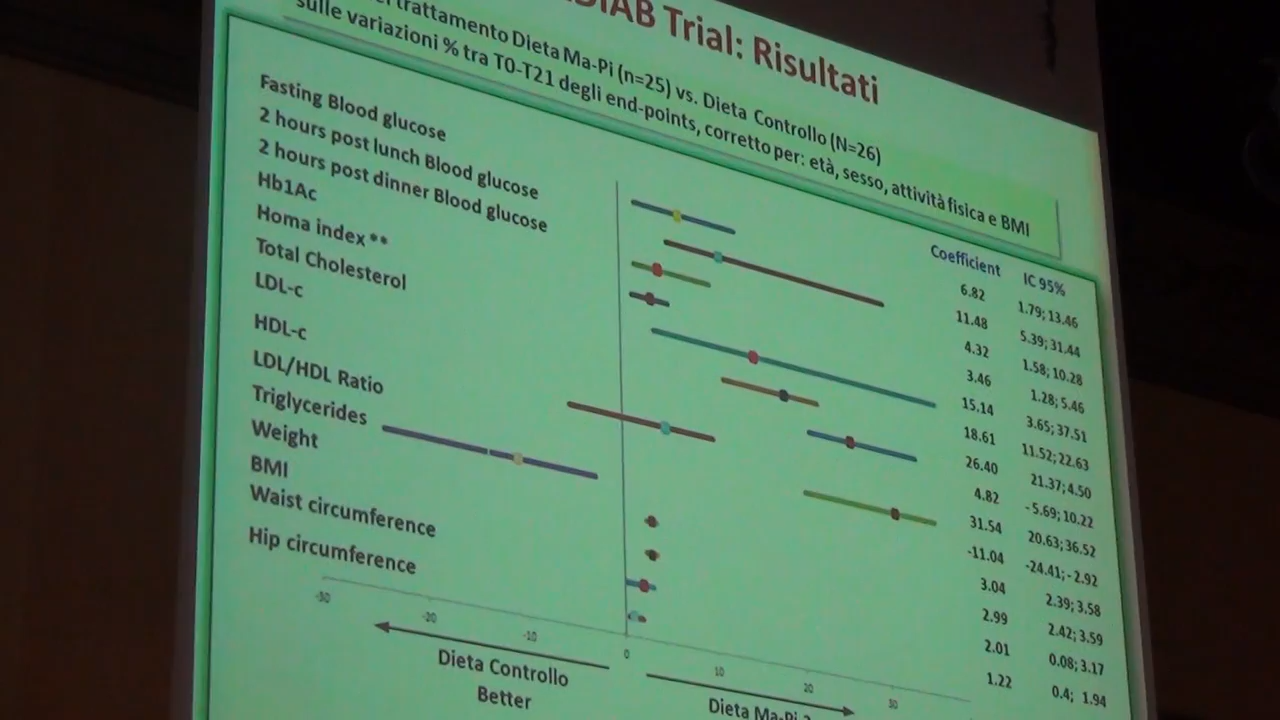 DIAB Trial: Risultati
trattamento Dieta Ma-Pi (n=25) vs. Dieta Controllo (N=26)
sulle variazioni % tra T0-T21 degli end-points, corretto per: età, sesso, attività fisica e BMI
Coefficient IC 95%
Fasting Blood glucose 6.82 1.79; 13.46
2 hours post lunch Blood glucose 11.48 5.39; 31.44
2 hours post dinner Blood glucose 4.32 1.58; 10.28
Hb1Ac 3.46 1.28; 5.46
Homa index** 15.14 3.65; 37.51
Total Cholesterol 18.61 11.52; 22.63
LDL-c 26.40 21.37; 4.50
HDL-c 4.82 -5.69; 10.22
LDL/HDL Ratio 31.54 20.63; 36.52
Triglycerides -11.04 -24.41; -2.92
Weight 3.04 2.39; 3.58
BMI 2.99 2.42; 3.59
Waist circumference 2.01 0.08; 3.17
Hip circumference 1.22 0.4; 1.94
-30 -20 -10 0 10 20 30
Dieta Controllo
Better
Dieta Ma-Pi 2